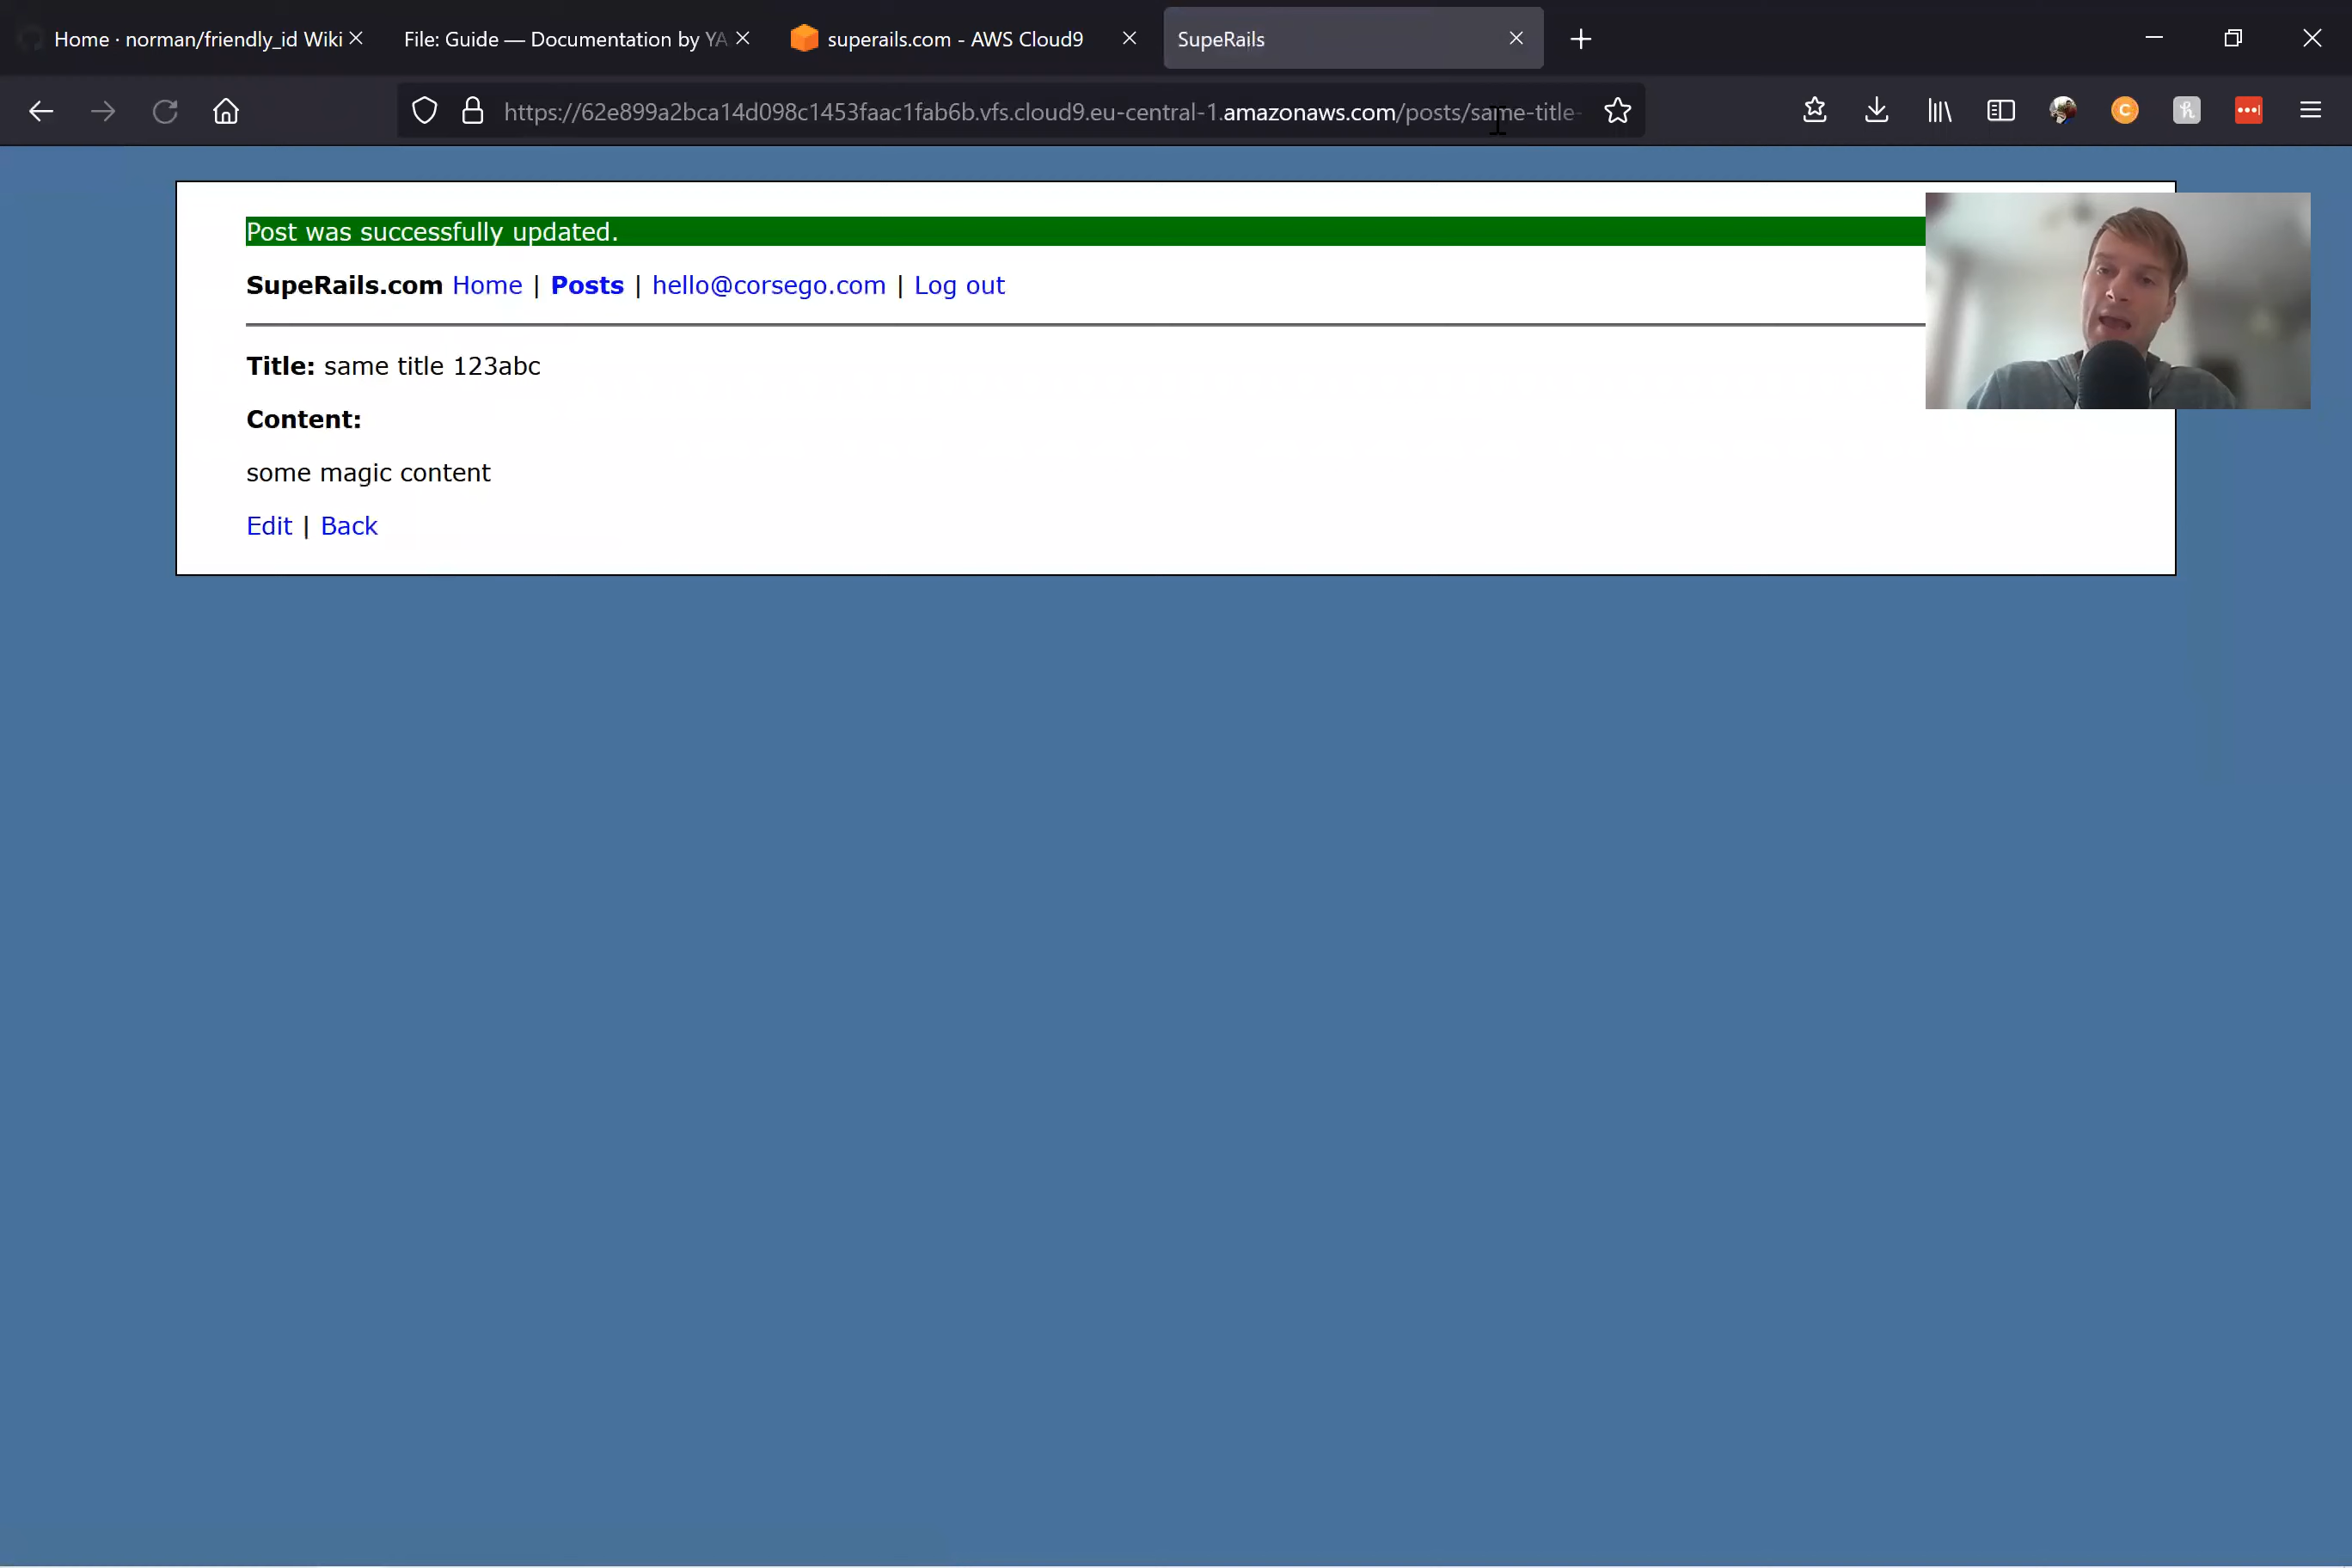 Home · norman/friendly_id Wiki
File: Guide — Documentation by YA
superails.com - AWS Cloud9
SupeRails
https://62e899a2bca14d098c1453faac1fab6b.vfs.cloud9.eu-central-1.amazonaws.com/posts/same-title-
Post was successfully updated.
SupeRails.com Home | Posts | hello@corsego.com | Log out
Title: same title 123abc
Content:
some magic content
Edit | Back